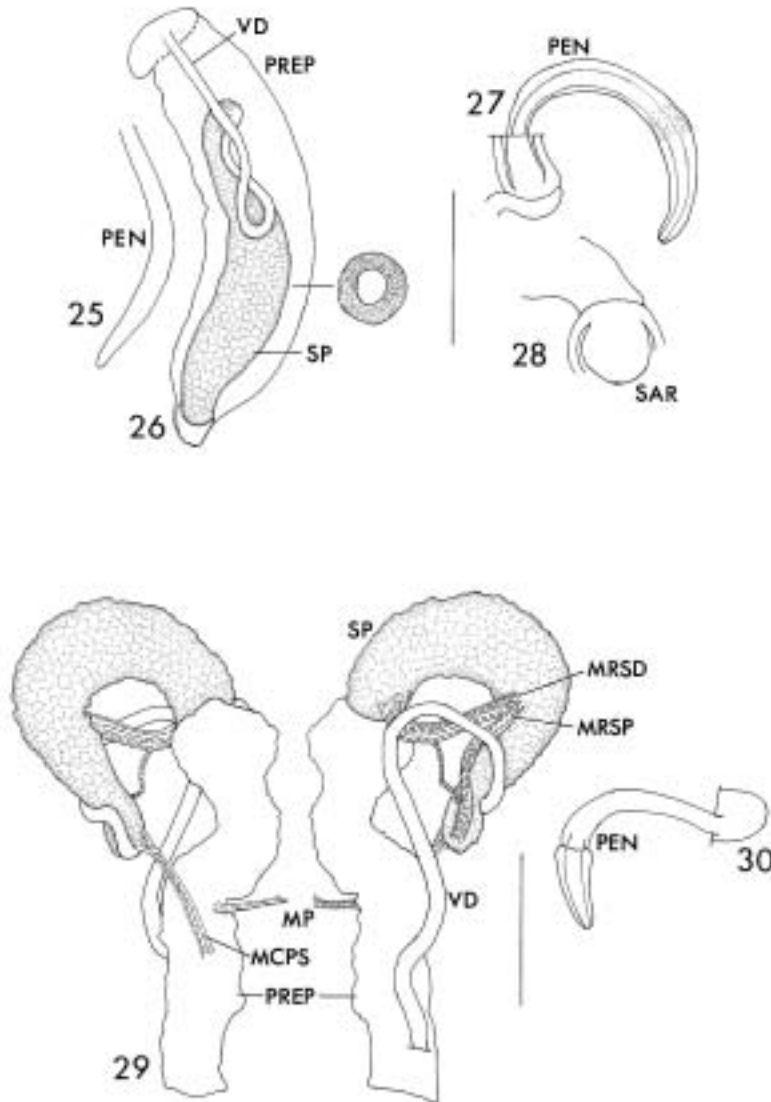 VD
PREP
PEN
27
PEN
25
SP
28
SAR
26
SP
MRSD
MRSP
PEN
30
VD
MP
MCPS
PREP
29